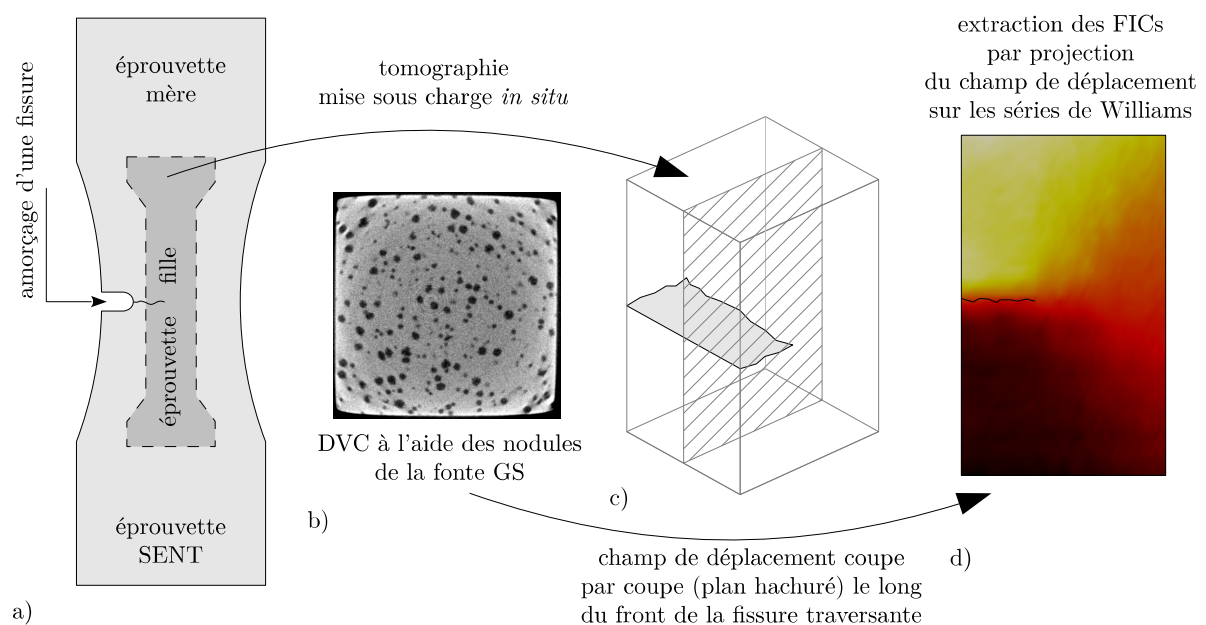 amorçage d'une fissure
éprouvette
mère
éprouvette fille
éprouvette
SENT
a)
tomographie
mise sous charge in situ
DVC à l'aide des nodules
de la fonte GS
b)
c)
champ de déplacement coupe
par coupe (plan hachuré) le long
du front de la fissure traversante
extraction des FICs
par projection
du champ de déplacement
sur les séries de Williams
d)